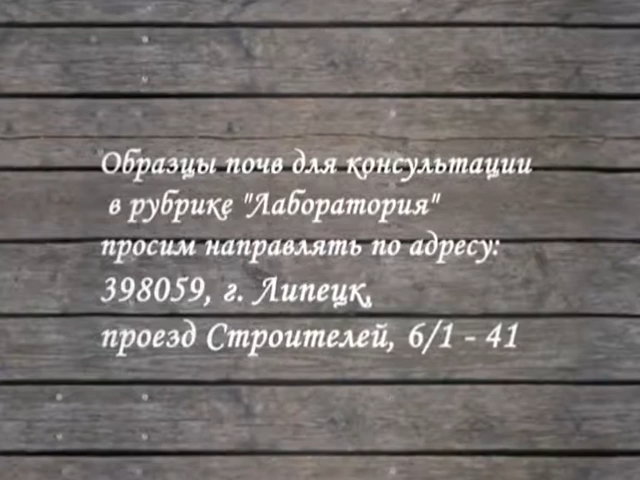 Образцы почв для консультации
в рубрике "Лаборатория"
просим направлять по адресу:
398059, г. Липецк,
проезд Строителей, 6/1 - 41